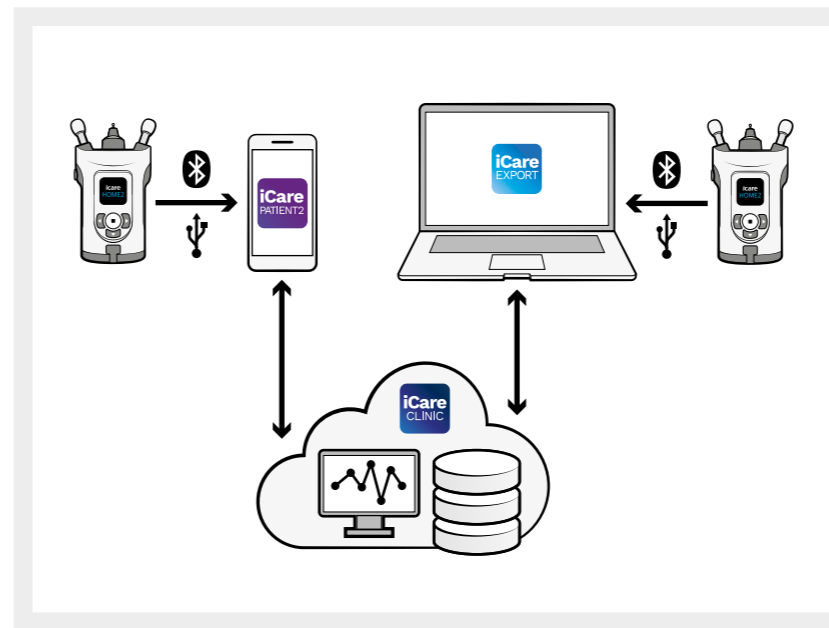 iCare
HOME2
iCare
PATIENT2
iCare
EXPORT
iCare
HOME2
iCare
CLINIC